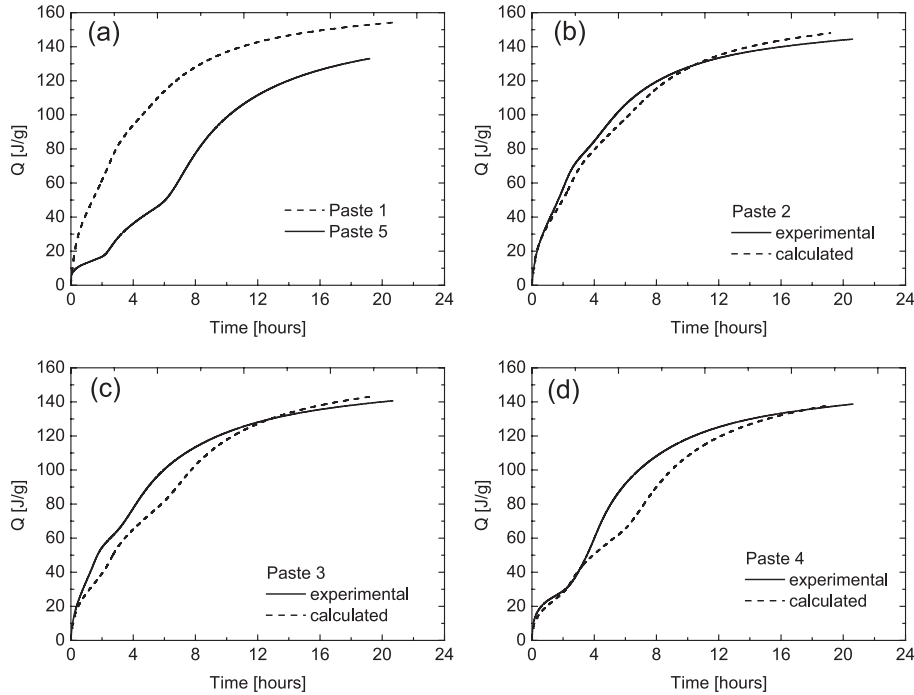 (a)
160
140
120
100
80
60
40
20
0
Q [J/g]
Paste 1
Paste 5
0 4 8 12 16 20 24
Time [hours]
(b)
160
140
120
100
80
60
40
20
0
Q [J/g]
Paste 2
experimental
calculated
0 4 8 12 16 20 24
Time [hours]
(c)
160
140
120
100
80
60
40
20
0
Q [J/g]
Paste 3
experimental
calculated
0 4 8 12 16 20 24
Time [hours]
(d)
160
140
120
100
80
60
40
20
0
Q [J/g]
Paste 4
experimental
calculated
0 4 8 12 16 20 24
Time [hours]